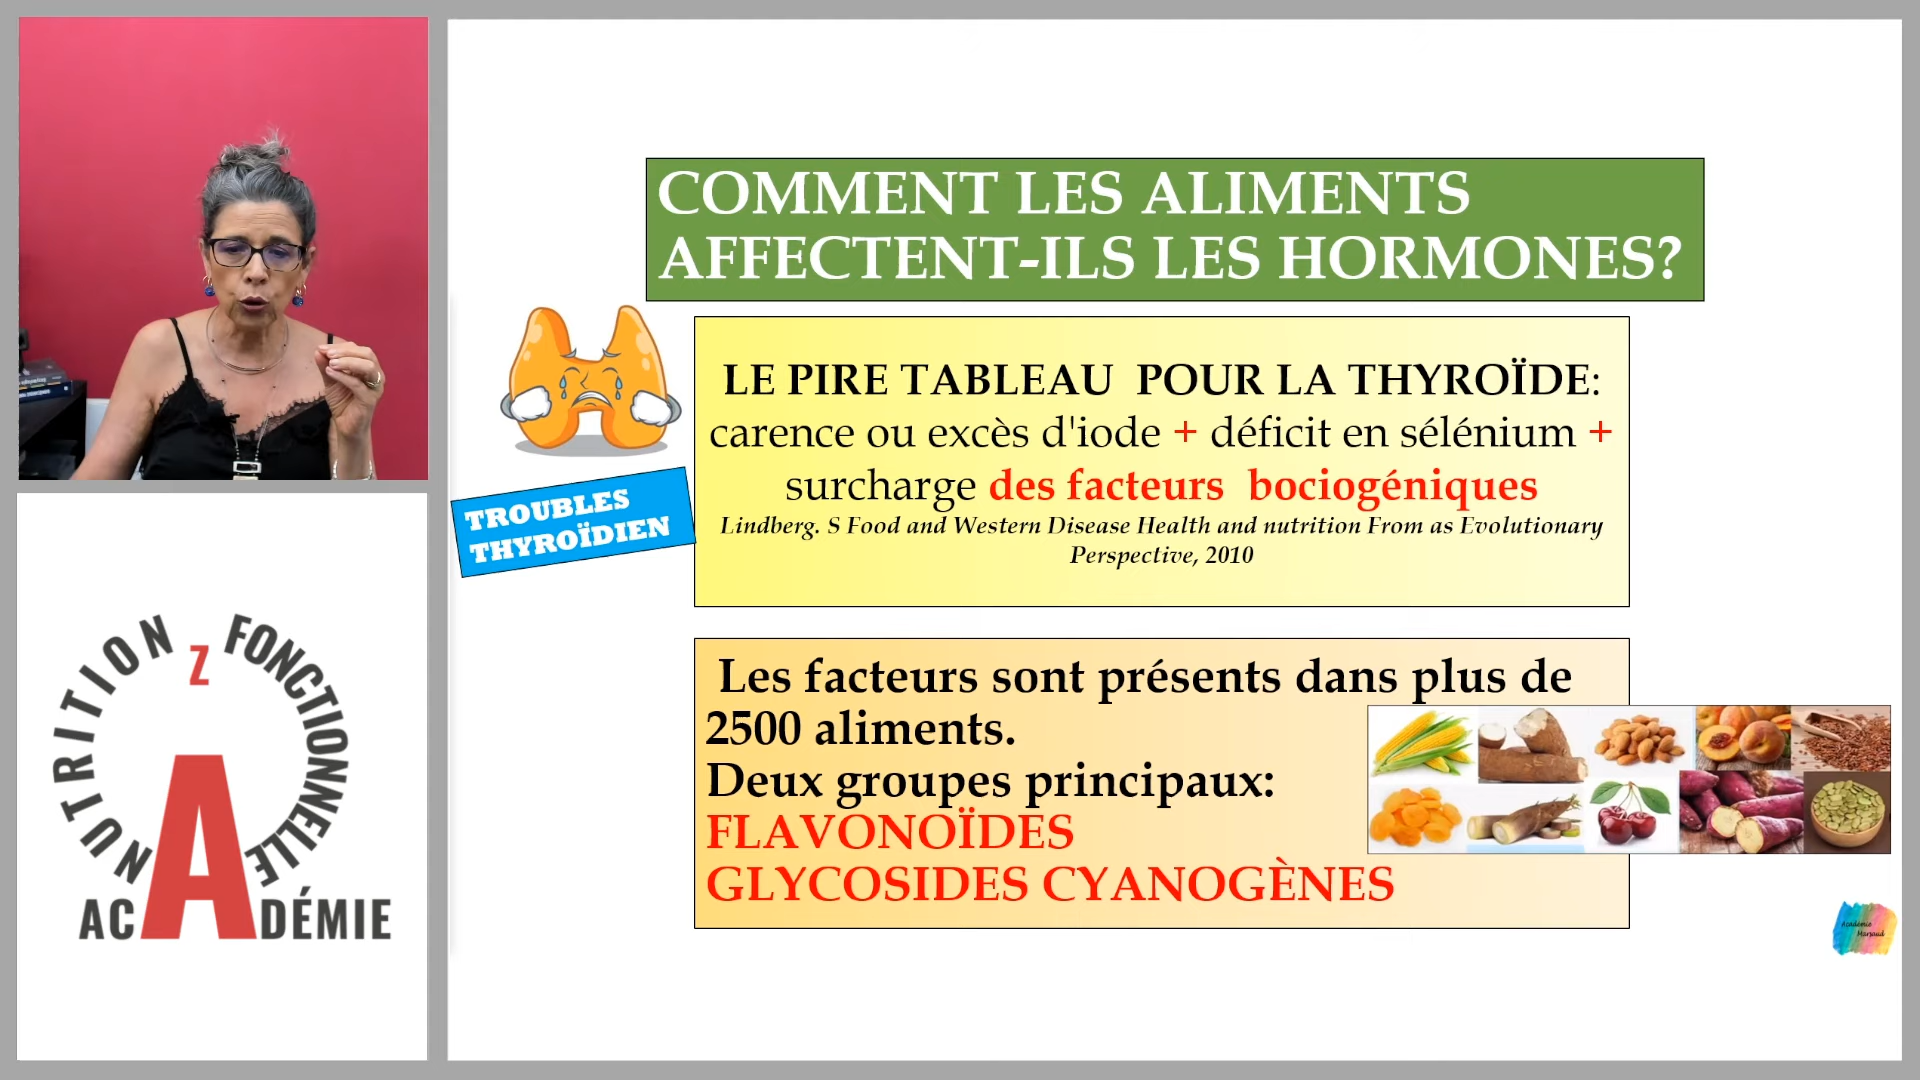 COMMENT LES ALIMENTS
AFFECTENT-ILS LES HORMONES?
LE PIRE TABLEAU POUR LA THYROÏDE:
carence ou excès d'iode + déficit en sélénium +
surcharge des facteurs bociogéniques
Lindberg. S Food and Western Disease Health and nutrition From as Evolutionary
Perspective, 2010
TROUBLES
THYROÏDIEN
Les facteurs sont présents dans plus de
2500 aliments.
Deux groupes principaux:
FLAVONOÏDES
GLYCOSIDES CYANOGÈNES
NUTRITION Z FONCTIONNELLE
ACADÉMIE
Academie
Marjaud